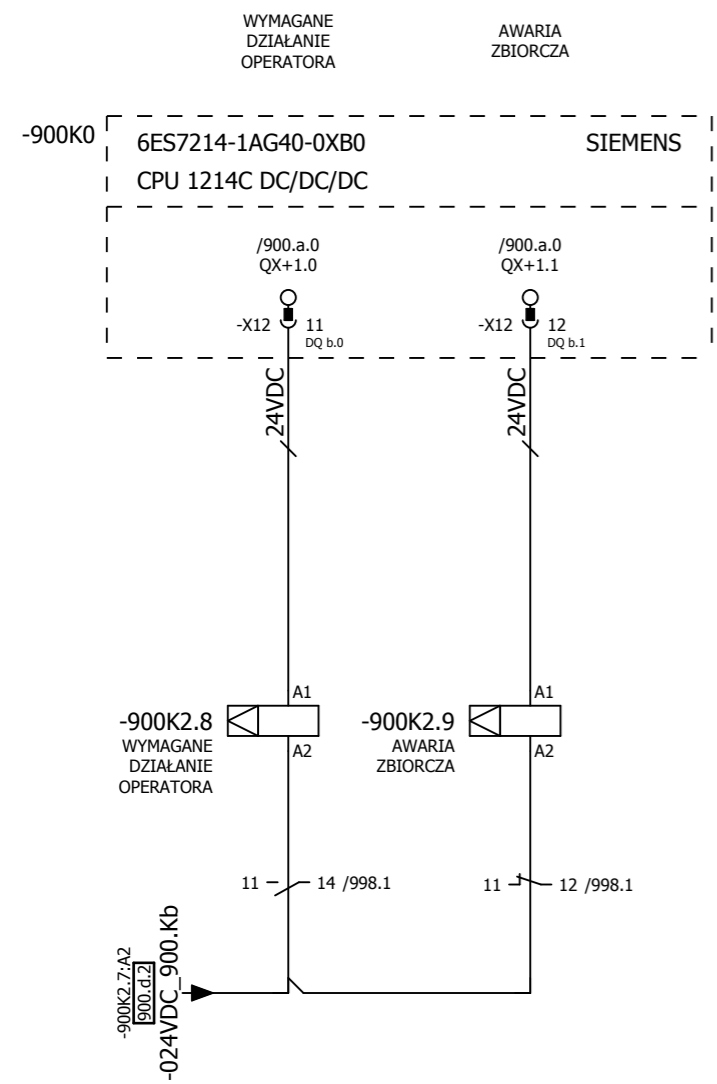 WYMAGANE
DZIAŁANIE
OPERATORA
AWARIA
ZBIORCZA
-900K0
6ES7214-1AG40-0XB0
SIEMENS
CPU 1214C DC/DC/DC
/900.a.0
QX+1.0
/900.a.0
QX+1.1
-X12
11
DQ b.0
-X12
12
DQ b.1
24VDC
24VDC
A1
A1
-900K2.8
WYMAGANE
DZIAŁANIE
OPERATORA
-900K2.9
AWARIA
ZBIORCZA
A2
A2
11
14 /998.1
11
12 /998.1
-900K2.7:A2
900.d.2
-024VDC_900.Kb